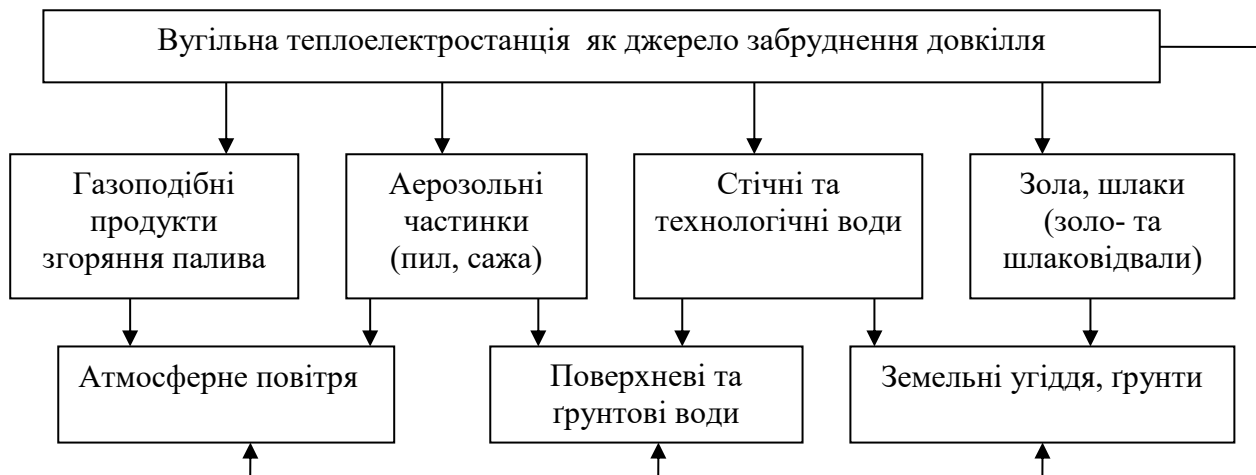 Вугільна теплоелектростанція як джерело забруднення довкілля
Газоподібні
продукти
згоряння палива
Аерозольні
частинки
(пил, сажа)
Стічні та
технологічні води
Зола, шлаки
(золо- та
шлаковідвали)
Атмосферне повітря
Поверхневі та
ґрунтові води
Земельні угіддя, ґрунти